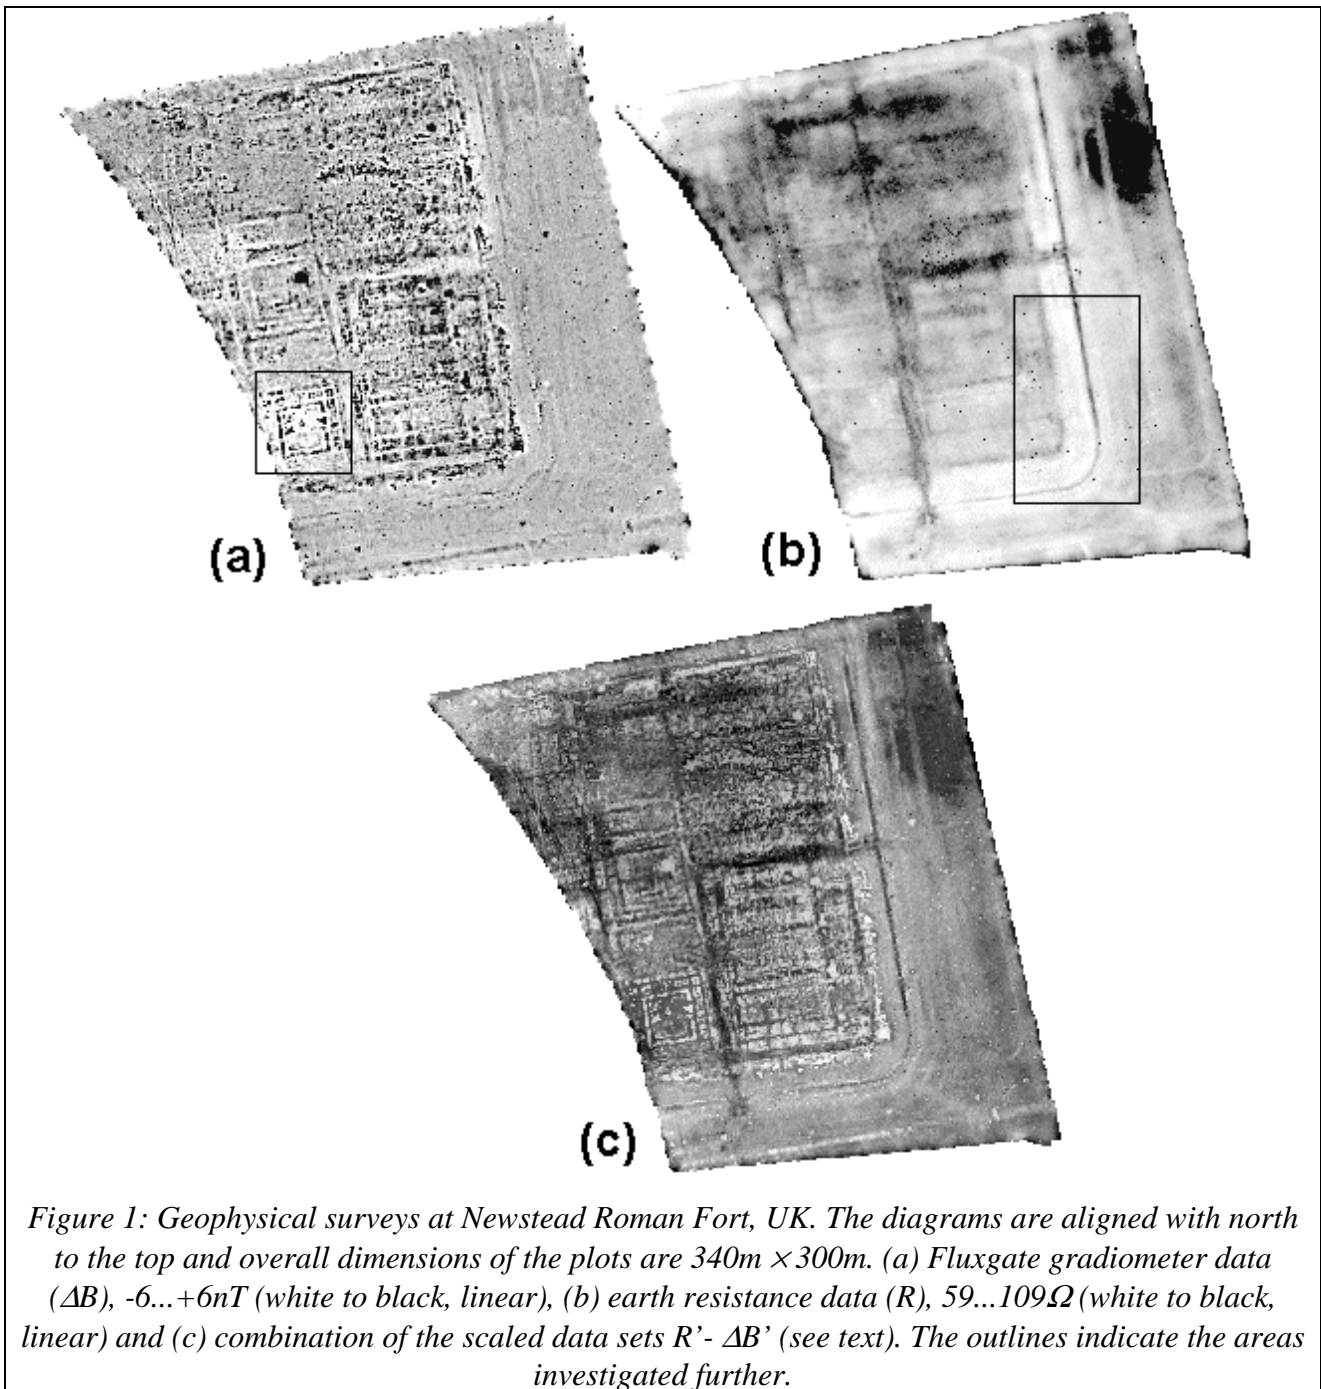 (a)
(b)
(c)
Figure 1: Geophysical surveys at Newstead Roman Fort, UK. The diagrams are aligned with north
to the top and overall dimensions of the plots are 340m × 300m. (a) Fluxgate gradiometer data
(ΔB), -6...+6nT (white to black, linear), (b) earth resistance data (R), 59...109Ω (white to black,
linear) and (c) combination of the scaled data sets R’- ΔB’ (see text). The outlines indicate the areas
investigated further.